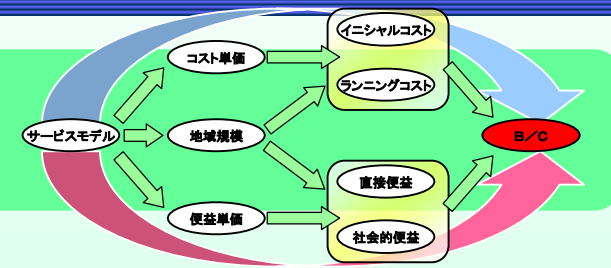 イニシャルコスト
コスト単価
ランニングコスト
サービスモデル
地域規模
B/C
直接便益
便益単価
社会的便益